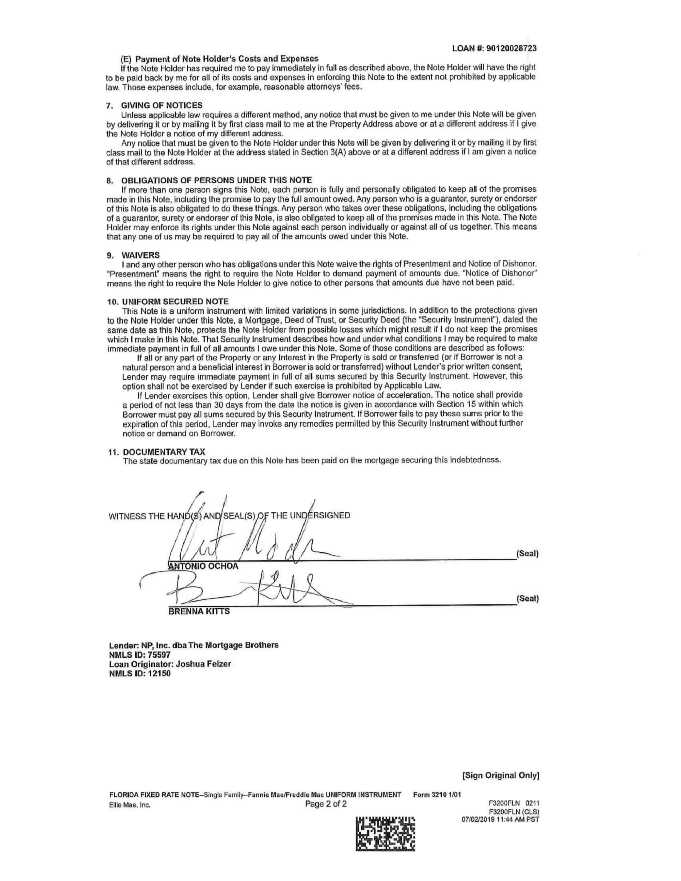 LOAN #: 90120028723
(E) Payment of Note Holder's Costs and Expenses
If the Note Holder has required me to pay immediately in full as described above, the Note Holder will have the right
to be paid back by me for all of its costs and expenses in enforcing this Note to the extent not prohibited by applicable
law. Those expenses include, for example, reasonable attorneys' fees.
7. GIVING OF NOTICES
Unless applicable law requires a different method, any notice that must be given to me under this Note will be given
by delivering it or by mailing it by first class mail to me at the Property Address above or at a different address if I give
the Note Holder a notice of my different address.
Any notice that must be given to the Note Holder under this Note will be given by delivering it or by mailing it by first
class mail to the Note Holder at the address stated in Section 3(A) above or at a different address if I am given a notice
of that different address.
8. OBLIGATIONS OF PERSONS UNDER THIS NOTE
If more than one person signs this Note, each person is fully and personally obligated to keep all of the promises
made in this Note, including the promise to pay the full amount owed. Any person who is a guarantor, surety or endorser
of this Note is also obligated to do these things. Any person who takes over these obligations, including the obligations
of a guarantor, surety or endorser of this Note, is also obligated to keep all of the promises made in this Note. The Note
Holder may enforce its rights under this Note against each person individually or against all of us together. This means
that any one of us may be required to pay all of the amounts owed under this Note.
9. WAIVERS
I and any other person who has obligations under this Note waive the rights of Presentment and Notice of Dishonor.
"Presentment" means the right to require the Note Holder to demand payment of amounts due. "Notice of Dishonor"
means the right to require the Note Holder to give notice to other persons that amounts due have not been paid.
10. UNIFORM SECURED NOTE
This Note is a uniform instrument with limited variations in some jurisdictions. In addition to the protections given
to the Note Holder under this Note, a Mortgage, Deed of Trust, or Security Deed (the "Security Instrument"), dated the
same date as this Note, protects the Note Holder from possible losses which might result if I do not keep the promises
which I make in this Note. That Security Instrument describes how and under what conditions I may be required to make
immediate payment in full of all amounts I owe under this Note. Some of those conditions are described as follows:
If all or any part of the Property or any Interest in the Property is sold or transferred (or if Borrower is not a
natural person and a beneficial interest in Borrower is sold or transferred) without Lender's prior written consent,
Lender may require immediate payment in full of all sums secured by this Security Instrument. However, this
option shall not be exercised by Lender if such exercise is prohibited by Applicable Law.
If Lender exercises this option, Lender shall give Borrower notice of acceleration. The notice shall provide
a period of not less than 30 days from the date the notice is given in accordance with Section 15 within which
Borrower must pay all sums secured by this Security Instrument. If Borrower fails to pay these sums prior to the
expiration of this period, Lender may invoke any remedies permitted by this Security Instrument without further
notice or demand on Borrower.
11. DOCUMENTARY TAX
The state documentary tax due on this Note has been paid on the mortgage securing this indebtedness.
WITNESS THE HAND(S) AND SEAL(S) OF THE UNDERSIGNED
(Seal)
ANTONIO OCHOA
(Seal)
BRENNA KITTS
Lender: NP, Inc. dba The Mortgage Brothers
NMLS ID: 75597
Loan Originator: Joshua Felzer
NMLS ID: 12150
[Sign Original Only]
FLORIDA FIXED RATE NOTE--Single Family--Fannie Mae/Freddie Mac UNIFORM INSTRUMENT Form 3210 1/01
Ellie Mae, Inc. Page 2 of 2 F3200FLN 0211
F3200FLN (CLS)
07/02/2019 11:44 AM PST